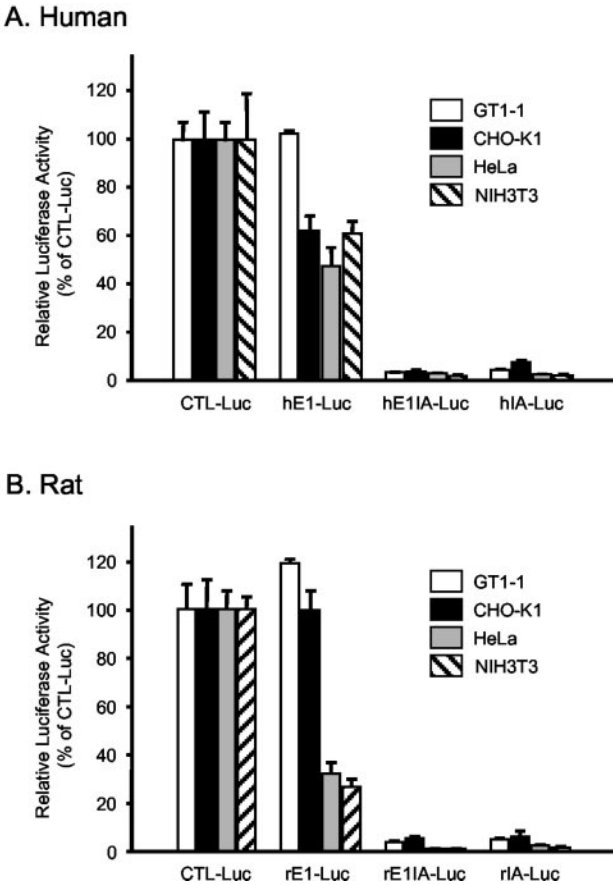 A. Human
Relative Luciferase Activity
(% of CTL-Luc)
120
100
80
60
40
20
0
GT1-1
CHO-K1
HeLa
NIH3T3
CTL-Luc hE1-Luc hE1IA-Luc hIA-Luc
B. Rat
Relative Luciferase Activity
(% of CTL-Luc)
120
100
80
60
40
20
0
GT1-1
CHO-K1
HeLa
NIH3T3
CTL-Luc rE1-Luc rE1IA-Luc rIA-Luc